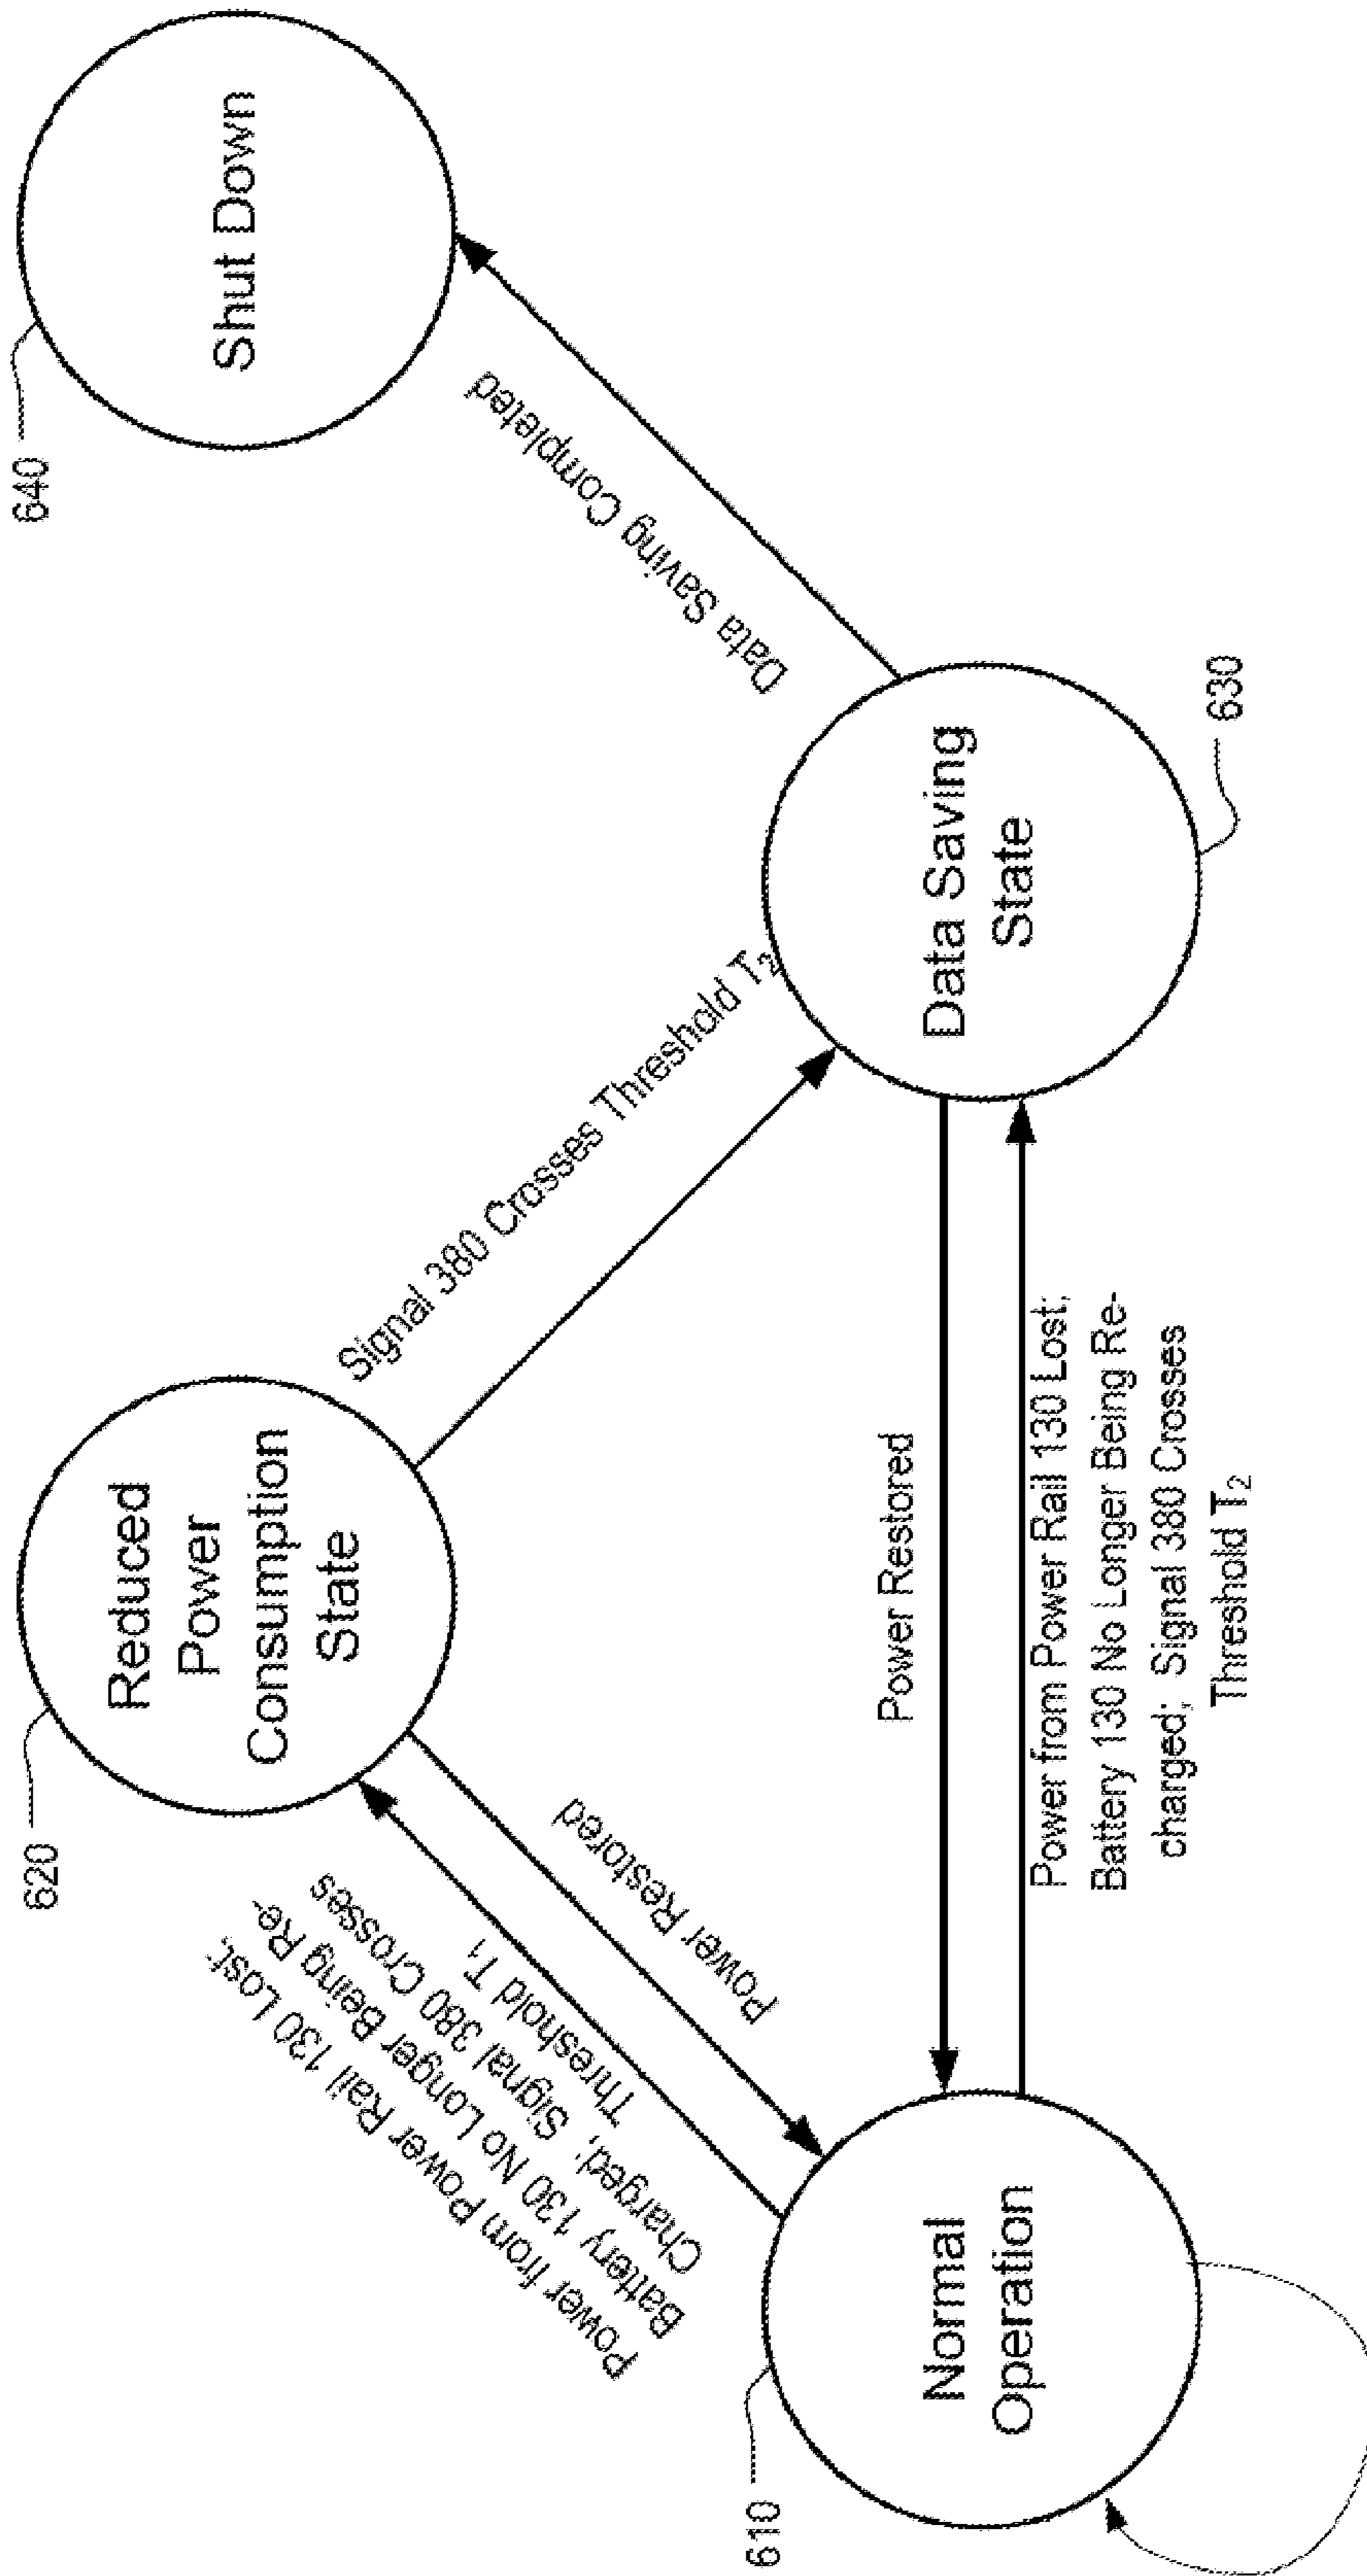 620
Reduced
Power
Consumption
State
640
Shut Down
Power from Power Rail 130 Lost;
Battery 130 No Longer Being Re-
Charged; Signal 380 Crosses
Threshold T₁
Power Restored
Signal 380 Crosses Threshold T₂
Data Saving Completed
610
Normal
Operation
Power Restored
Power from Power Rail 130 Lost;
Battery 130 No Longer Being Re-
charged; Signal 380 Crosses
Threshold T₂
Data Saving
State
630